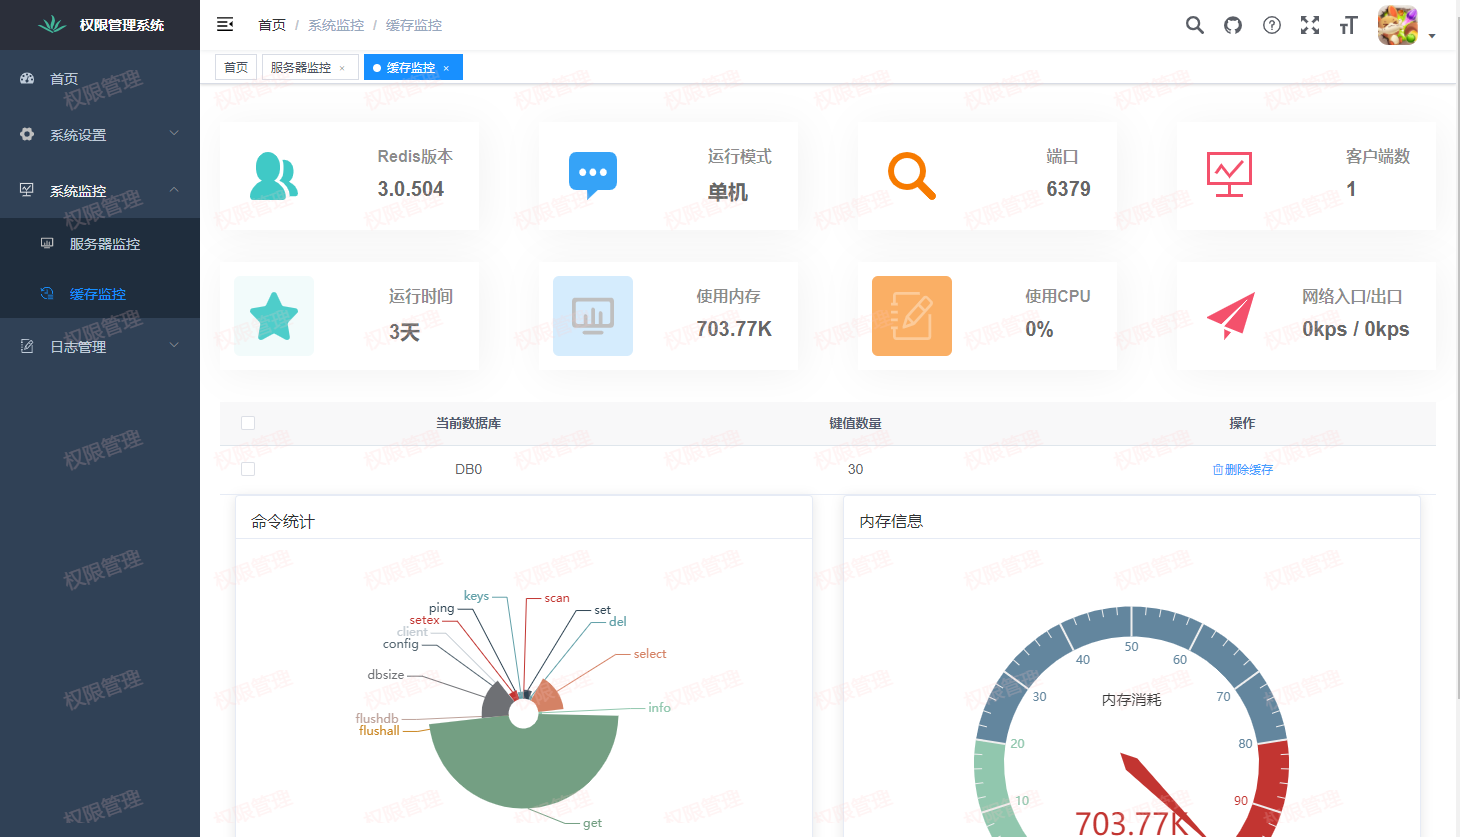 权限管理系统
首页 / 系统监控 / 缓存监控
首页
服务器监控 ×
缓存监控 ×
首页
系统设置
系统监控
服务器监控
缓存监控
日志管理
Redis版本
3.0.504
运行模式
单机
端口
6379
客户端数
1
运行时间
3天
使用内存
703.77K
使用CPU
0%
网络入口/出口
0kps / 0kps
当前数据库 键值数量 操作
DB0 30 删除缓存
命令统计
keys
scan
ping
set
setex
del
client
config
select
dbsize
info
flushdb
flushall
get
内存信息
50
40
60
内存消耗
30
70
20
80
10
90
703.77K
权限管理